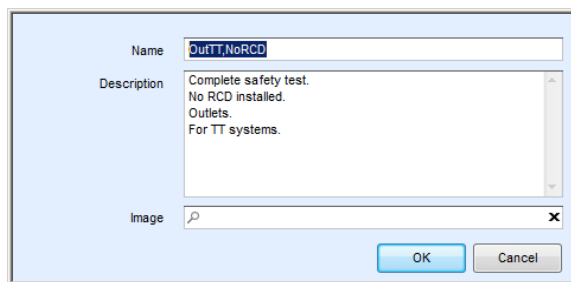 Name
OutTT,NoRCD
Description
Complete safety test.
No RCD installed.
Outlets.
For TT systems.
Image
OK
Cancel